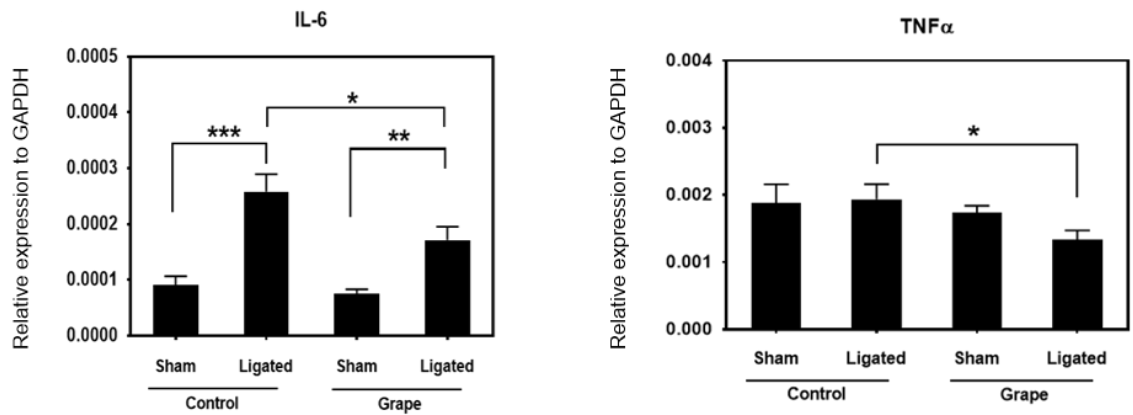 IL-6
Relative expression to GAPDH
0.0005
0.0004
0.0003
0.0002
0.0001
0.0000
*
***
**
Sham Ligated Sham Ligated
Control Grape
TNFα
Relative expression to GAPDH
0.004
0.003
0.002
0.001
0.000
*
Sham Ligated Sham Ligated
Control Grape